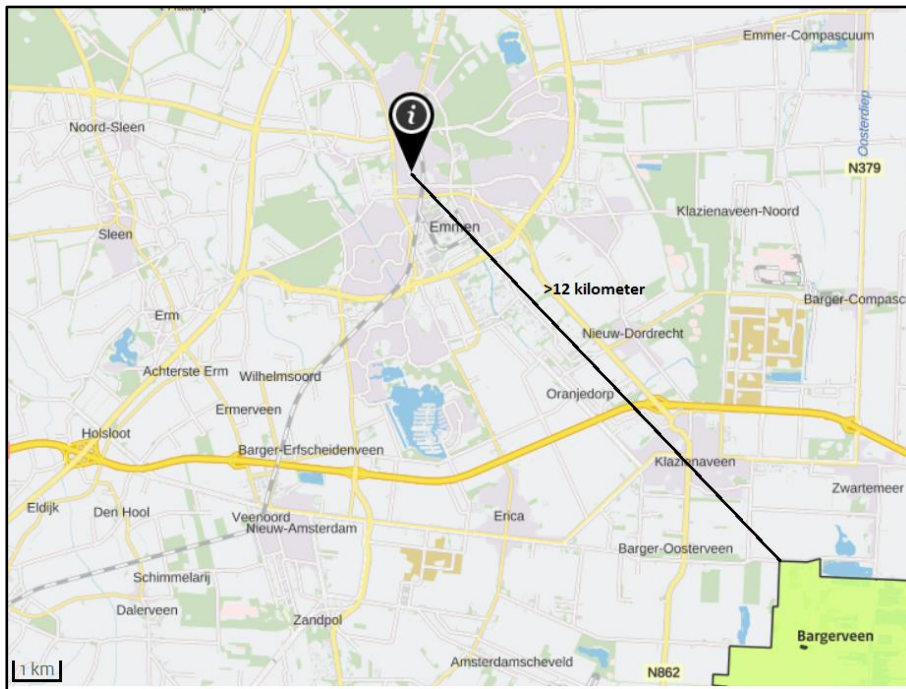 Emmer-Compascuum
Noord-Sleen
i
Oosterdiep
N379
Klazienaveen-Noord
Emmen
Sleen
>12 kilometer
Barger-Compasc
Erm
Nieuw-Dordrecht
Achterste Erm
Wilhelmsoord
Oranjedorp
Ermerveen
Holsloot
Barger-Erfscheidenveen
Klazienaveen
Zwartemeer
Eldijk
Den Hool
Veenoord
Nieuw-Amsterdam
Erica
Barger-Oosterveen
Schimmelarij
Dalerveen
Zandpol
Bargerveen
Amsterdamscheveld
N862
1 km